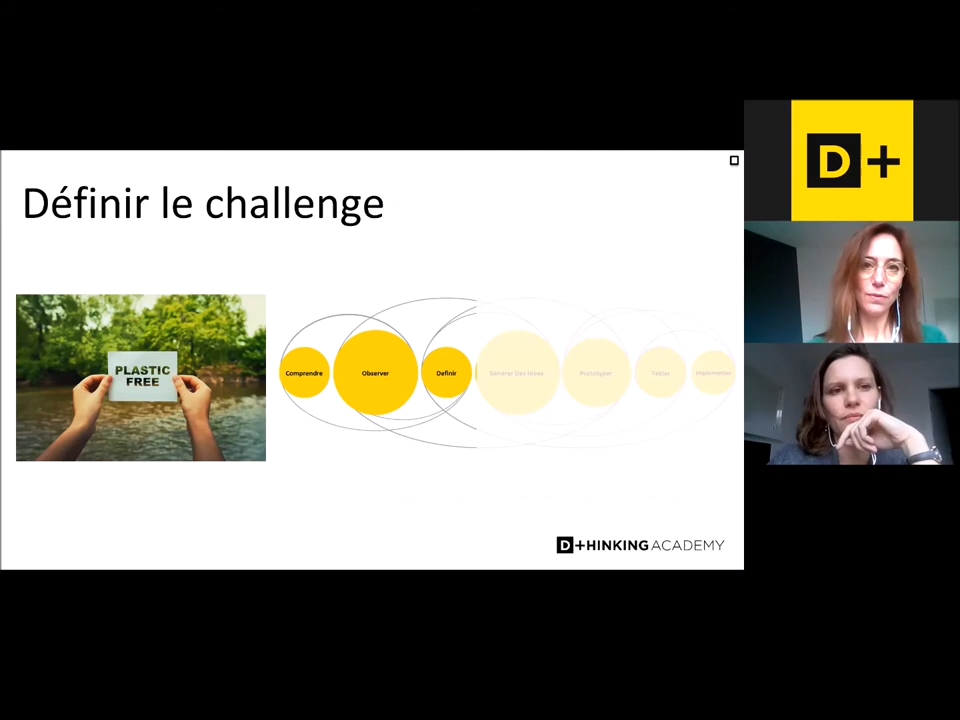 Définir le challenge
PLASTIC
FREE
Comprendre
Observer
Définir
Générer Des Idées
Prototyper
Tester
Implémenter
D+HINKING ACADEMY
D+